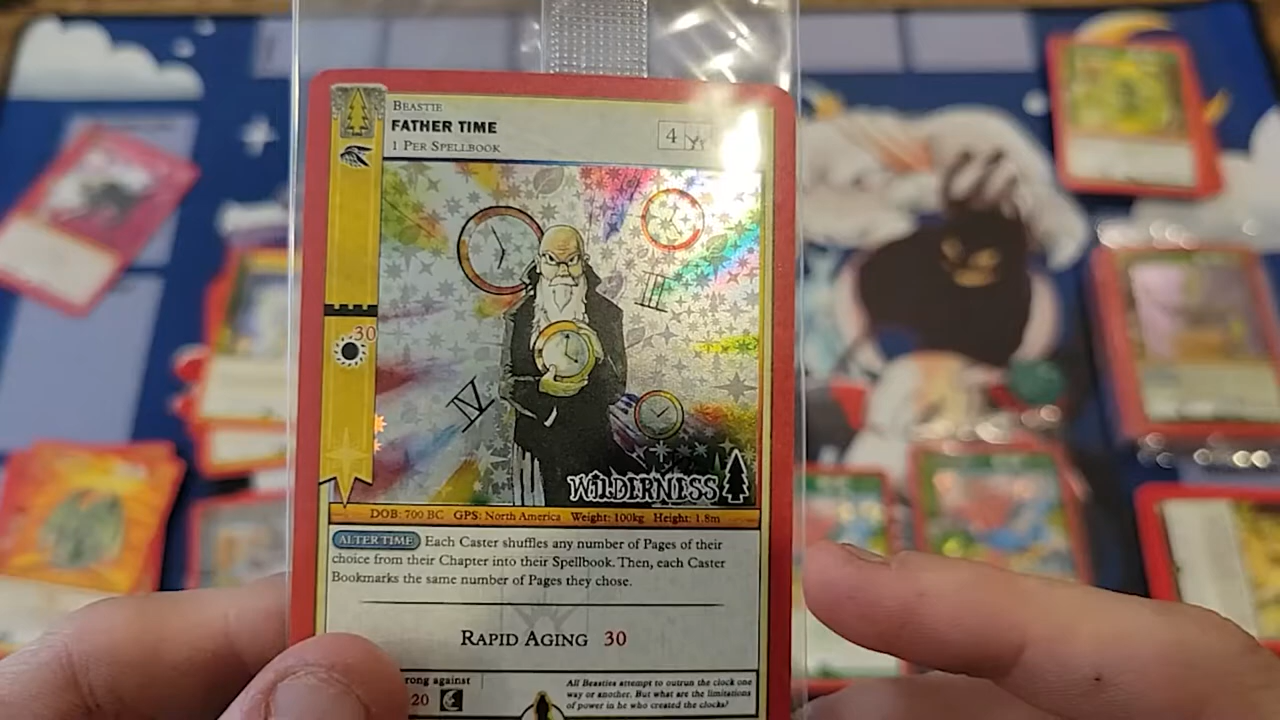 BEASTIE
FATHER TIME
1 PER SPELLBOOK
4
30
IV
WILDERNESS
DOB: 700 BC GPS: North America Weight: 100kg Height: 1.8m
ALTER TIME Each Caster shuffles any number of Pages of their
choice from their Chapter into their Spellbook. Then, each Caster
Bookmarks the same number of Pages they chose.
RAPID AGING 30
rong against
20
All Beasties attempt to outrun the clock one
way or another. But what are the limitations
of power in he who created the clocks?